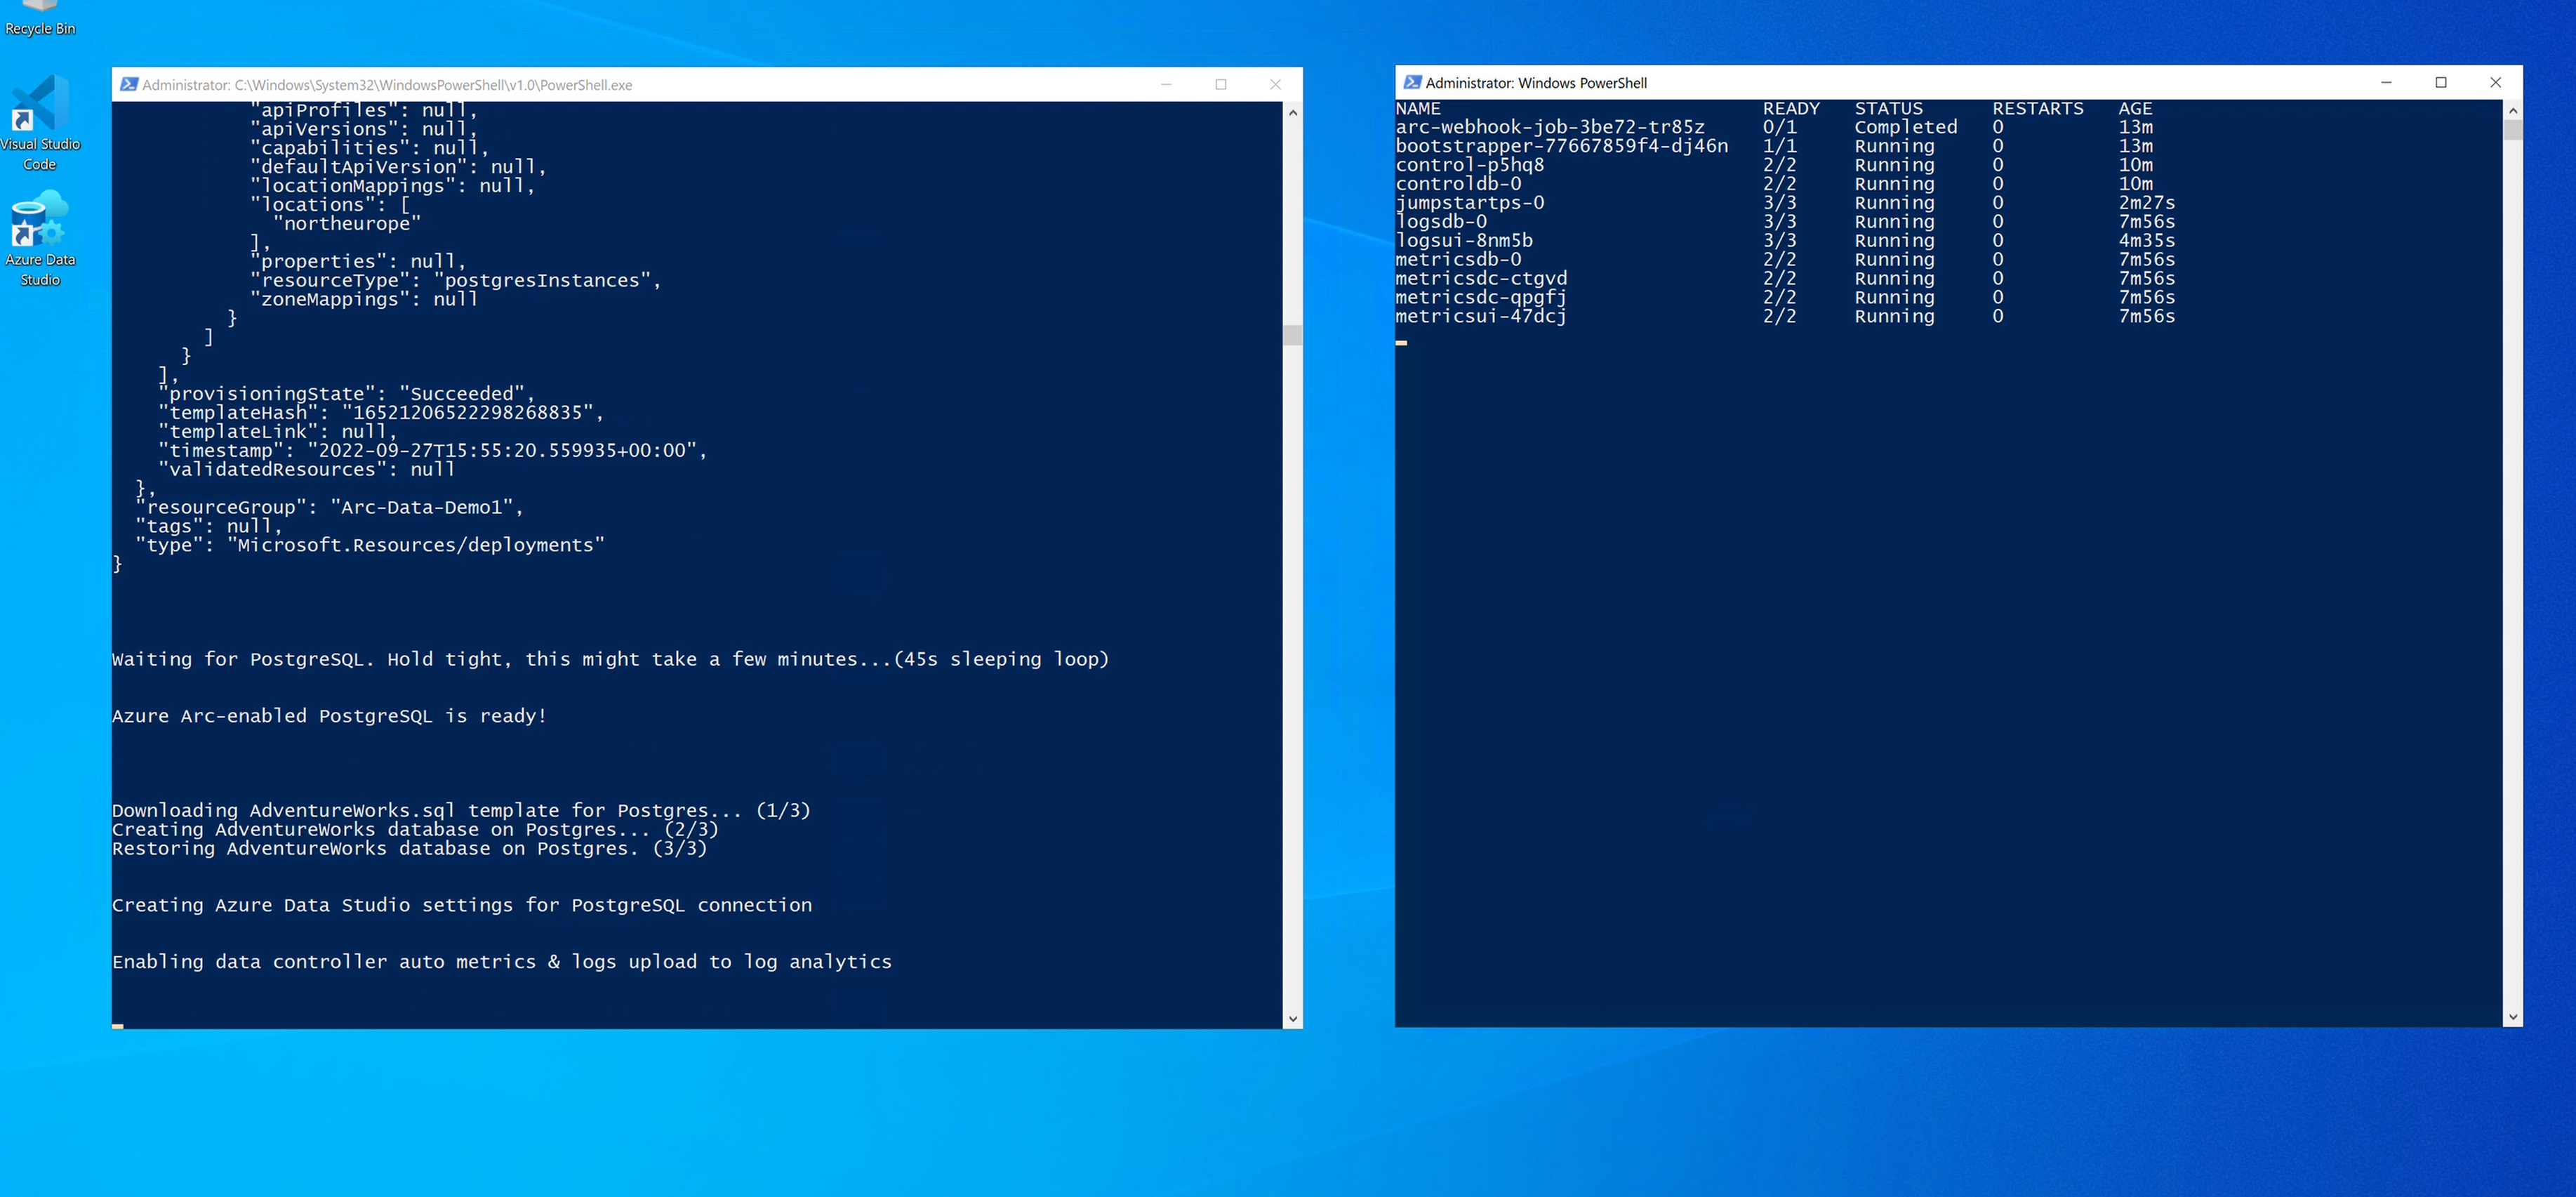 Recycle Bin
Visual Studio
Code
Azure Data
Studio
Administrator: C:\Windows\System32\WindowsPowerShell\v1.0\PowerShell.exe
"apiProfiles": null,
"apiVersions": null,
"capabilities": null,
"defaultApiVersion": null,
"locationMappings": null,
"locations": [
"northeurope"
],
"properties": null,
"resourceType": "postgresInstances",
"zoneMappings": null
}
]
}
],
"provisioningState": "Succeeded",
"templateHash": "16521206522298268835",
"templateLink": null,
"timestamp": "2022-09-27T15:55:20.559935+00:00",
"validatedResources": null
},
"resourceGroup": "Arc-Data-Demo1",
"tags": null,
"type": "Microsoft.Resources/deployments"
}
Waiting for PostgreSQL. Hold tight, this might take a few minutes...(45s sleeping loop)
Azure Arc-enabled PostgreSQL is ready!
Downloading AdventureWorks.sql template for Postgres... (1/3)
Creating AdventureWorks database on Postgres... (2/3)
Restoring AdventureWorks database on Postgres. (3/3)
Creating Azure Data Studio settings for PostgreSQL connection
Enabling data controller auto metrics & logs upload to log analytics
Administrator: Windows PowerShell
NAME READY STATUS RESTARTS AGE
arc-webhook-job-3be72-tr85z 0/1 Completed 0 13m
bootstrapper-77667859f4-dj46n 1/1 Running 0 13m
control-p5hq8 2/2 Running 0 10m
controldb-0 2/2 Running 0 10m
jumpstartps-0 3/3 Running 0 2m27s
logsdb-0 3/3 Running 0 7m56s
logsui-8nm5b 3/3 Running 0 4m35s
metricsdb-0 2/2 Running 0 7m56s
metricsdc-ctgvd 2/2 Running 0 7m56s
metricsdc-qpgfj 2/2 Running 0 7m56s
metricsui-47dcj 2/2 Running 0 7m56s